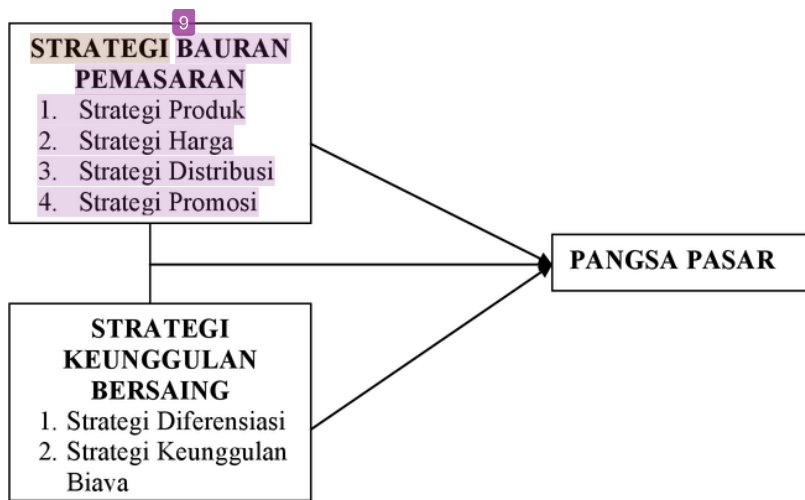 9
STRATEGI BAURAN
PEMASARAN
1. Strategi Produk
2. Strategi Harga
3. Strategi Distribusi
4. Strategi Promosi
PANGSA PASAR
STRATEGI
KEUNGGULAN
BERSAING
1. Strategi Diferensiasi
2. Strategi Keunggulan
Biaya